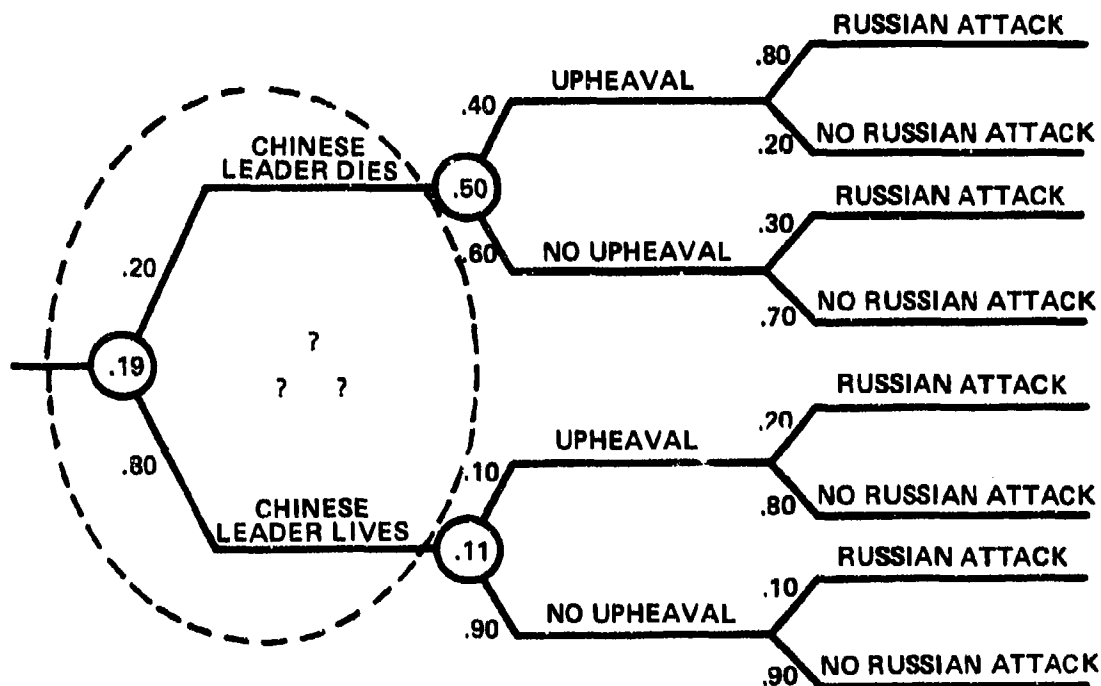 RUSSIAN ATTACK
.80
UPHEAVAL
.40
.20
NO RUSSIAN ATTACK
CHINESE
LEADER DIES
.50
RUSSIAN ATTACK
.30
.60
NO UPHEAVAL
.20
NO RUSSIAN ATTACK
.70
?
.19
? ?
RUSSIAN ATTACK
.20
UPHEAVAL
.80
.10
NO RUSSIAN ATTACK
.80
CHINESE
LEADER LIVES
.11
RUSSIAN ATTACK
.10
NO UPHEAVAL
.90
NO RUSSIAN ATTACK
.90